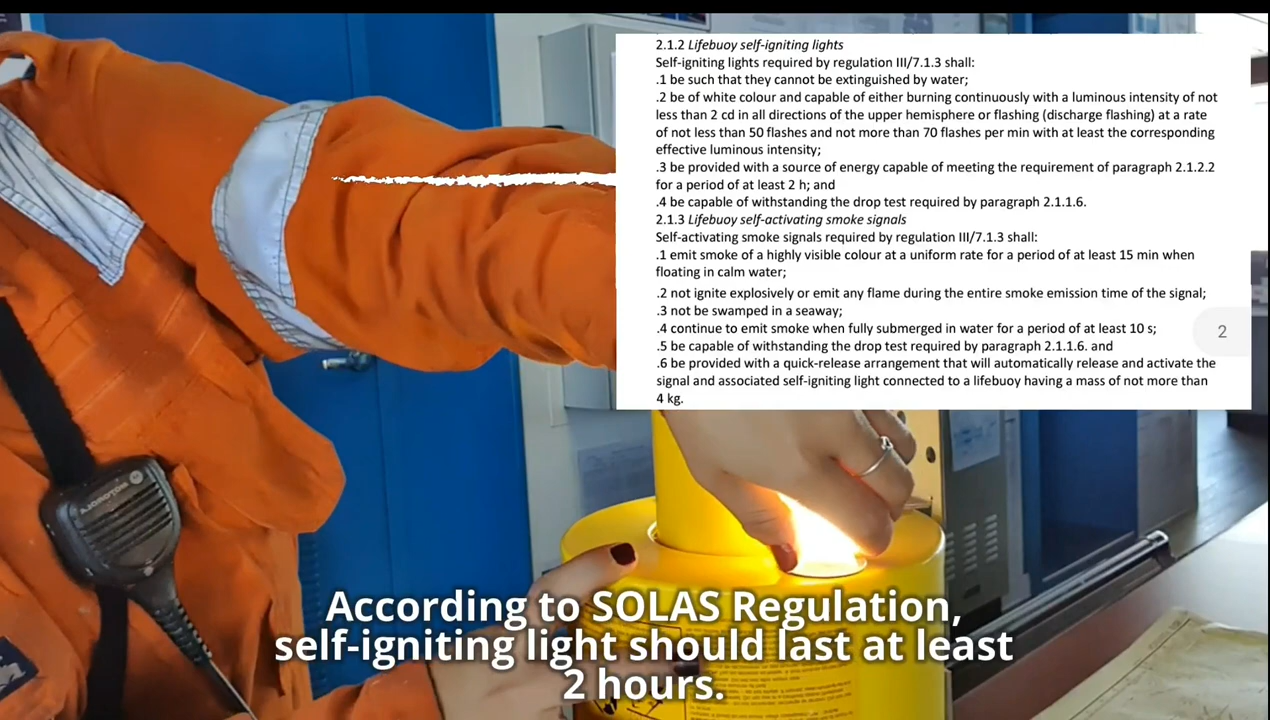 2.1.2 Lifebuoy self-igniting lights
Self-igniting lights required by regulation III/7.1.3 shall:
.1 be such that they cannot be extinguished by water;
.2 be of white colour and capable of either burning continuously with a luminous intensity of not
less than 2 cd in all directions of the upper hemisphere or flashing (discharge flashing) at a rate
of not less than 50 flashes and not more than 70 flashes per min with at least the corresponding
effective luminous intensity;
.3 be provided with a source of energy capable of meeting the requirement of paragraph 2.1.2.2
for a period of at least 2 h; and
.4 be capable of withstanding the drop test required by paragraph 2.1.1.6.
2.1.3 Lifebuoy self-activating smoke signals
Self-activating smoke signals required by regulation III/7.1.3 shall:
.1 emit smoke of a highly visible colour at a uniform rate for a period of at least 15 min when
floating in calm water;
.2 not ignite explosively or emit any flame during the entire smoke emission time of the signal;
.3 not be swamped in a seaway;
.4 continue to emit smoke when fully submerged in water for a period of at least 10 s;
.5 be capable of withstanding the drop test required by paragraph 2.1.1.6. and
.6 be provided with a quick-release arrangement that will automatically release and activate the
signal and associated self-igniting light connected to a lifebuoy having a mass of not more than
4 kg.
2
MOTOROLA
According to SOLAS Regulation,
self-igniting light should last at least
2 hours.